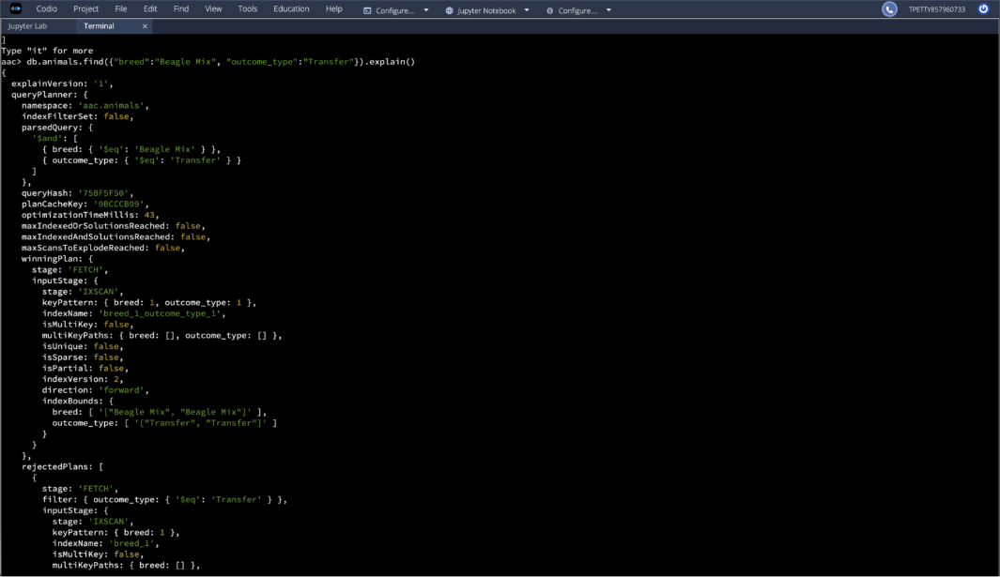 Codio Project File Edit Find View Tools Education Help Configure.... Jupyter Notebook Configure.... TPETTY857960733
Jupyter Lab Terminal ×
]
Type "it" for more
aac> db.animals.find({"breed":"Beagle Mix", "outcome_type":"Transfer"}).explain()
{
  explainVersion: '1',
  queryPlanner: {
    namespace: 'aac.animals',
    indexFilterSet: false,
    parsedQuery: {
      '$and': [
        { breed: { '$eq': 'Beagle Mix' } },
        { outcome_type: { '$eq': 'Transfer' } }
      ]
    },
    queryHash: '75BF5F50',
    planCacheKey: '9BCCCB09',
    optimizationTimeMillis: 43,
    maxIndexedOrSolutionsReached: false,
    maxIndexedAndSolutionsReached: false,
    maxScansToExplodeReached: false,
    winningPlan: {
      stage: 'FETCH',
      inputStage: {
        stage: 'IXSCAN',
        keyPattern: { breed: 1, outcome_type: 1 },
        indexName: 'breed_1_outcome_type_1',
        isMultiKey: false,
        multiKeyPaths: { breed: [], outcome_type: [] },
        isUnique: false,
        isSparse: false,
        isPartial: false,
        indexVersion: 2,
        direction: 'forward',
        indexBounds: {
          breed: [ '["Beagle Mix", "Beagle Mix"]' ],
          outcome_type: [ '["Transfer", "Transfer"]' ]
        }
      }
    },
    rejectedPlans: [
      {
        stage: 'FETCH',
        filter: { outcome_type: { '$eq': 'Transfer' } },
        inputStage: {
          stage: 'IXSCAN',
          keyPattern: { breed: 1 },
          indexName: 'breed_1',
          isMultiKey: false,
          multiKeyPaths: { breed: [] },